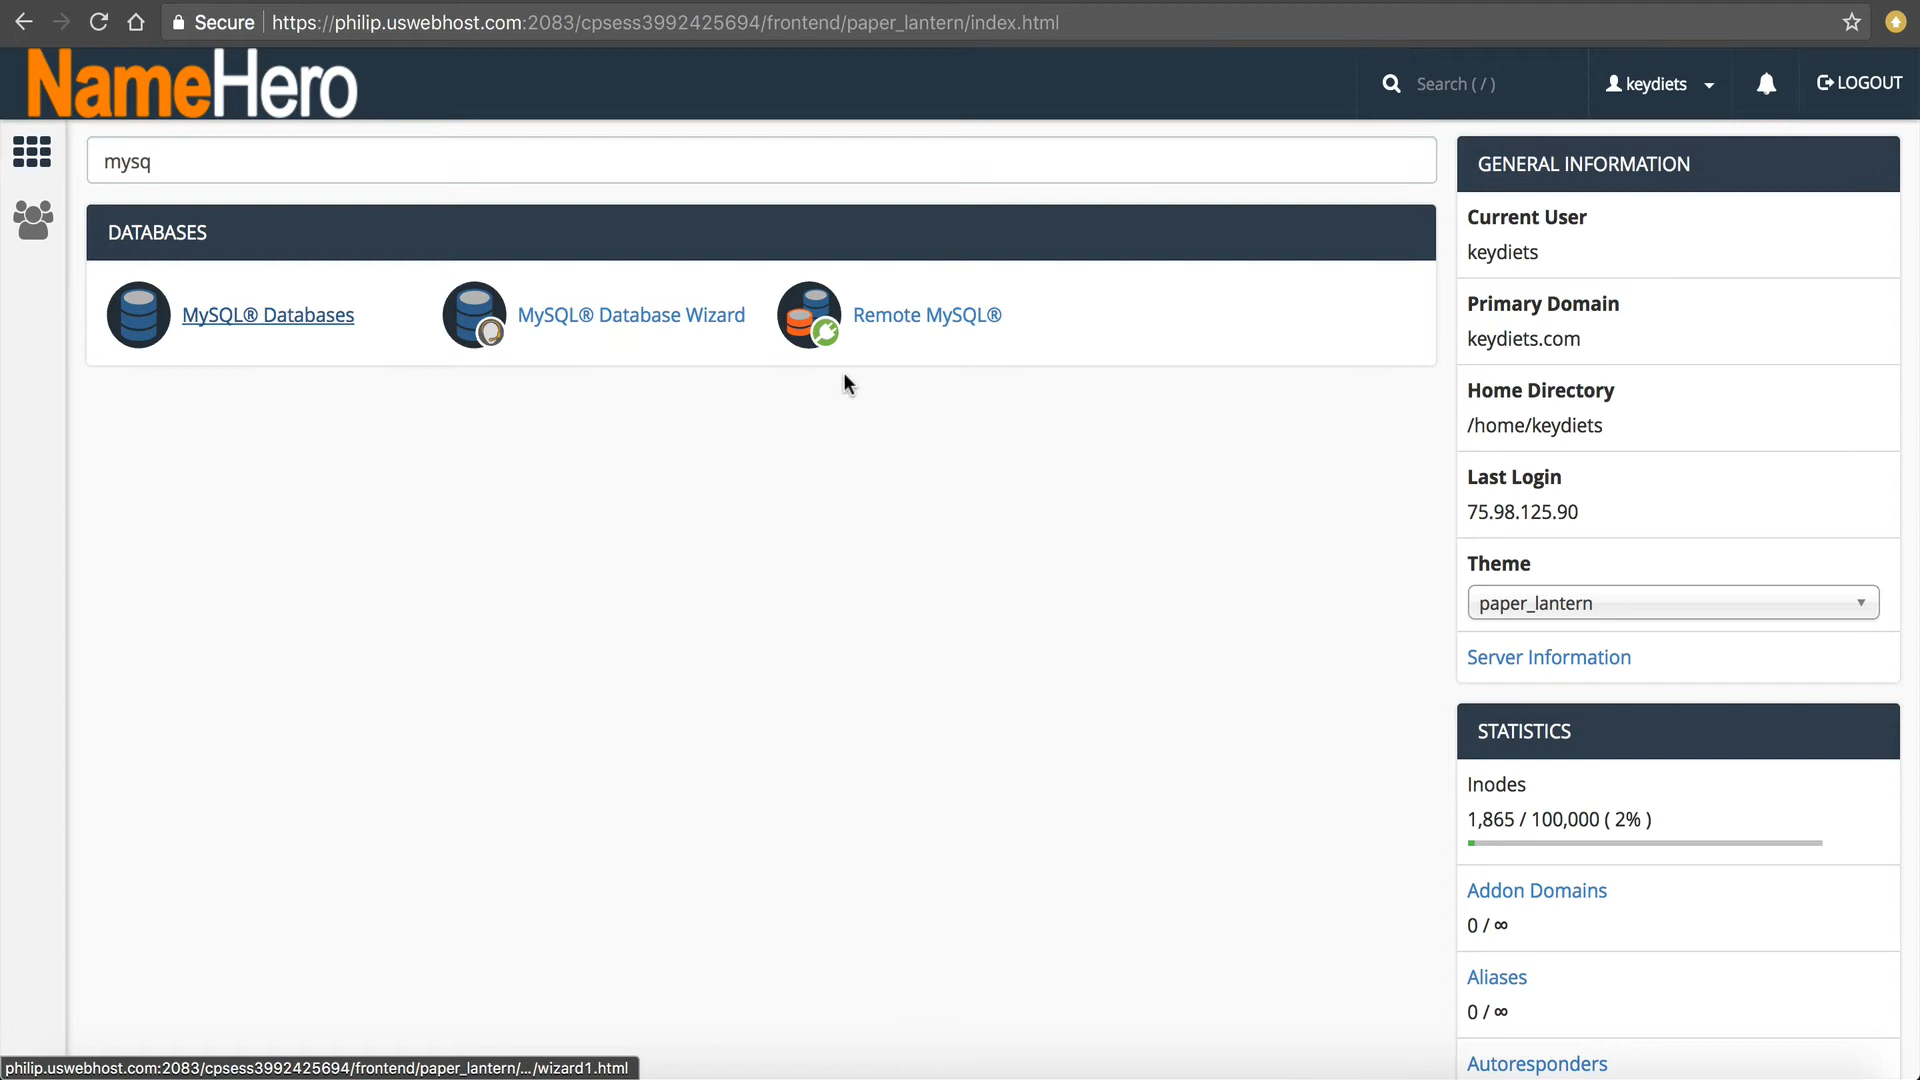 Secure https://philip.uswebhost.com:2083/cpsess3992425694/frontend/paper_lantern/index.html
NameHero
Search ( / )
keydiets
LOGOUT
mysq
DATABASES
MySQL® Databases
MySQL® Database Wizard
Remote MySQL®
GENERAL INFORMATION
Current User
keydiets
Primary Domain
keydiets.com
Home Directory
/home/keydiets
Last Login
75.98.125.90
Theme
paper_lantern
Server Information
STATISTICS
Inodes
1,865 / 100,000 ( 2% )
Addon Domains
0 / ∞
Aliases
0 / ∞
Autoresponders
philip.uswebhost.com:2083/cpsess3992425694/frontend/paper_lantern/.../wizard1.html